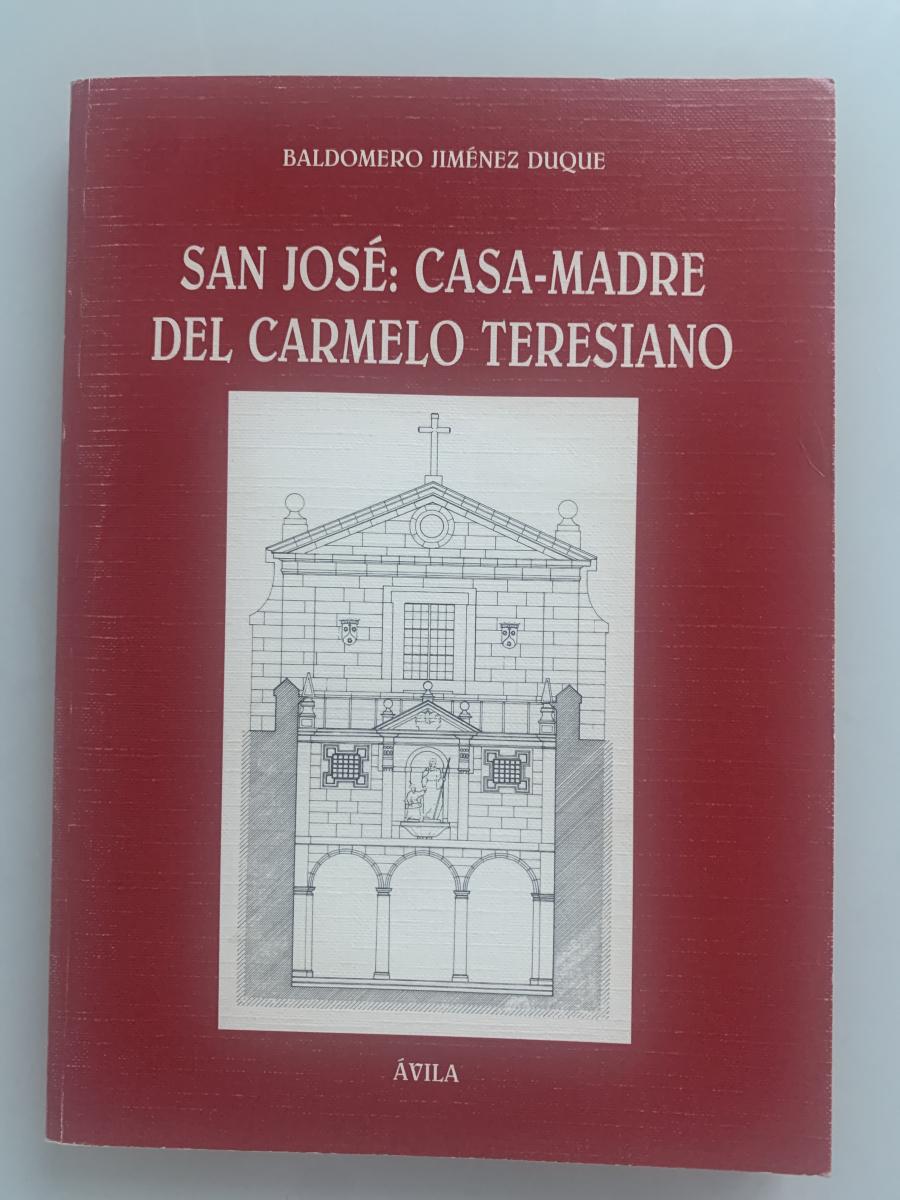 BALDOMERO JIMÉNEZ DUQUE
SAN JOSÉ: CASA-MADRE
DEL CARMELO TERESIANO
ÁVILA